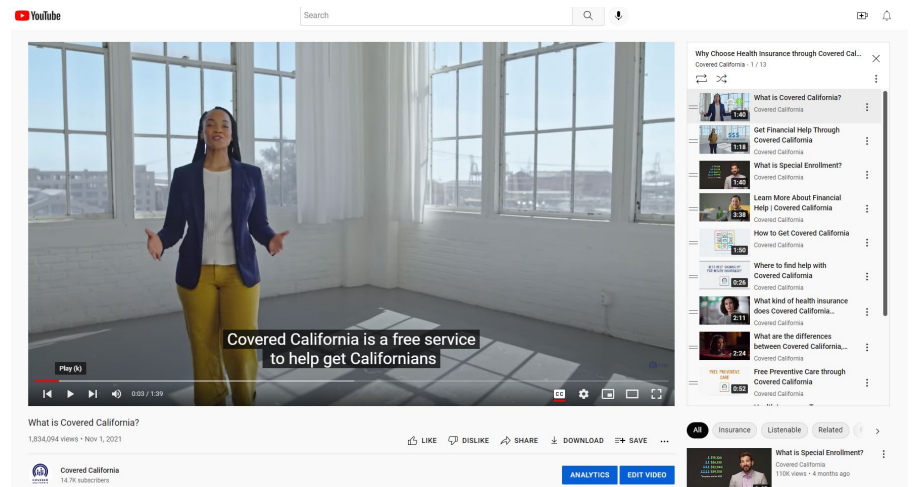 YouTube
Search
Covered California is a free service
to help get Californians
Play (k)
0:03 / 1:39
CC
What is Covered California?
1,834,094 views • Nov 1, 2021
LIKE
DISLIKE
SHARE
DOWNLOAD
SAVE
...
Covered California
14.7K subscribers
ANALYTICS
EDIT VIDEO
Why Choose Health Insurance through Covered Cal...
Covered California - 1 / 13
What is Covered California?
Covered California
1:40
$$$
Get Financial Help Through
Covered California
Covered California
1:18
What is Special Enrollment?
Covered California
1:40
Learn More About Financial
Help | Covered California
Covered California
3:38
How to Get Covered California
Covered California
1:50
Where to find help with
Covered California
Covered California
0:26
What kind of health insurance
does Covered California...
Covered California
2:11
What are the differences
between Covered California,...
Covered California
2:24
FREE PREVENTIVE
CARE
Free Preventive Care through
Covered California
Covered California
0:52
All
Insurance
Listenable
Related
What is Special Enrollment?
Covered California
110K views • 4 months ago